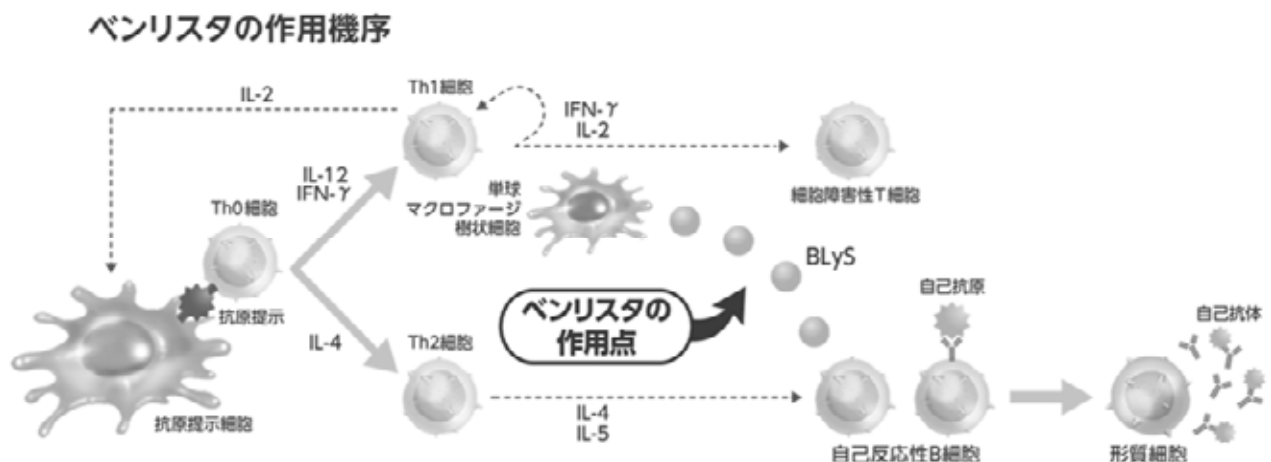 ベンリスタの作用機序
IL-2
Th1細胞
IFN-γ
IL-2
細胞障害性T細胞
IL-12
IFN-γ
Th0細胞
単球
マクロファージ
樹状細胞
BLyS
抗原提示
ベンリスタの
作用点
自己抗原
自己抗体
IL-4
Th2細胞
抗原提示細胞
IL-4
IL-5
自己反応性B細胞
形質細胞